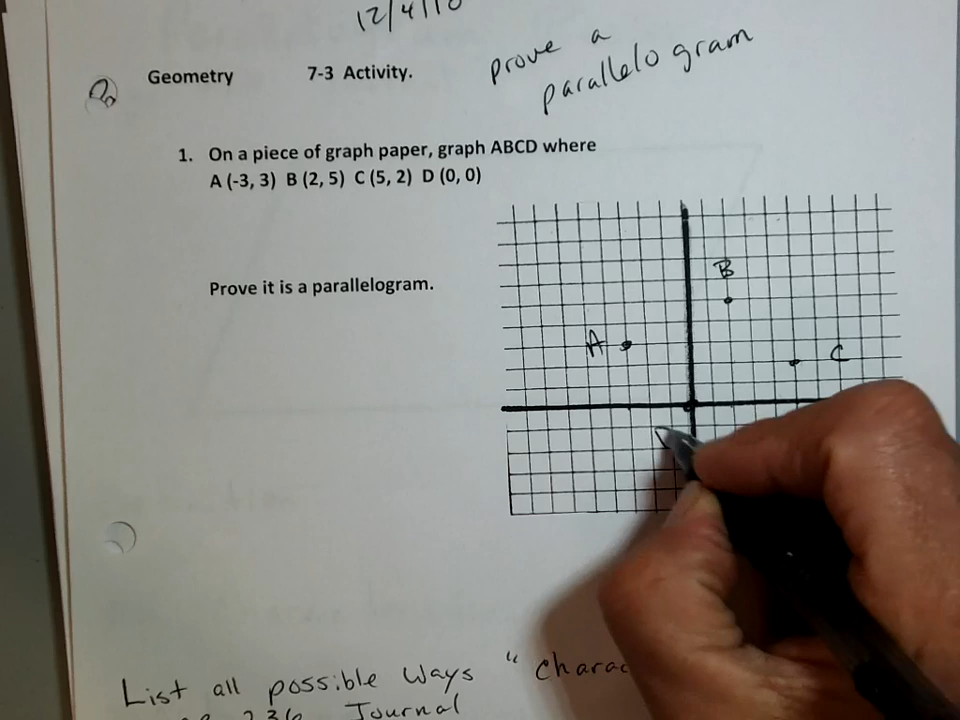 12/4/18
prove a
Geometry 7-3 Activity. parallelogram
1. On a piece of graph paper, graph ABCD where
A (-3, 3) B (2, 5) C (5, 2) D (0, 0)
B
Prove it is a parallelogram.
A C
List all possible ways "
236 Journal